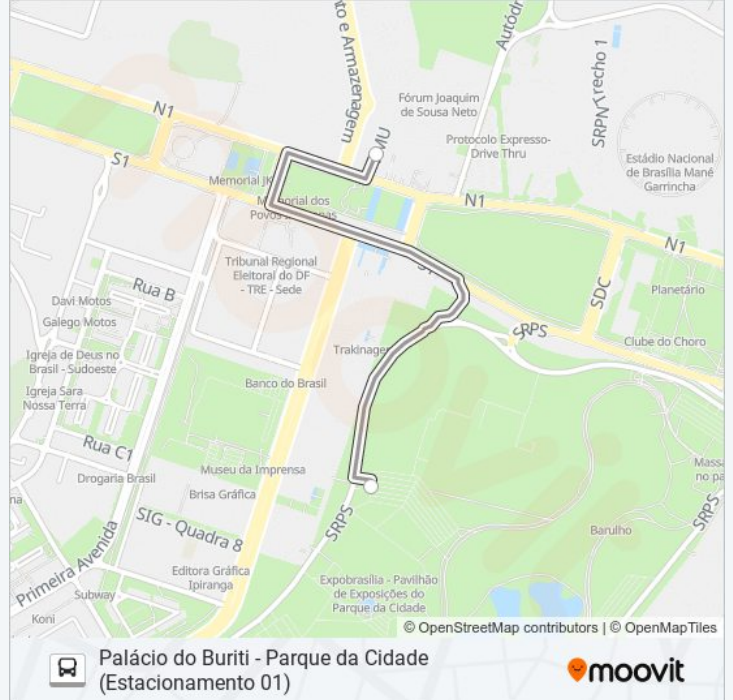 to e Armazenagem
Autódr
N1
Fórum Joaquim
de Sousa Neto
SRPN
Trecho 1
Protocolo Expresso-
Drive Thru
Estádio Nacional
de Brasília Mané
Garrincha
S1
Memorial JK
Memorial dos
N1
N1
Tribunal Regional
Eleitoral do DF
- TRE - Sede
Rua B
SDC
Planetário
Davi Motos
Galego Motos
SRPS
Clube do Choro
Igreja de Deus no
Brasil - Sudoeste
Banco do Brasil
Igreja Sara
Nossa Terra
Rua C1
Museu da Imprensa
Drogaria Brasil
Brisa Gráfica
SIG - Quadra 8
SRPS
Barulho
SRPS
Primeira Avenida
Editora Gráfica
Ipiranga
Expobrasília - Pavilhão
de Exposições do
Parque da Cidade
Subway
Koni
© OpenStreetMap contributors | © OpenMapTiles
Palácio do Buriti - Parque da Cidade
(Estacionamento 01)
moovit